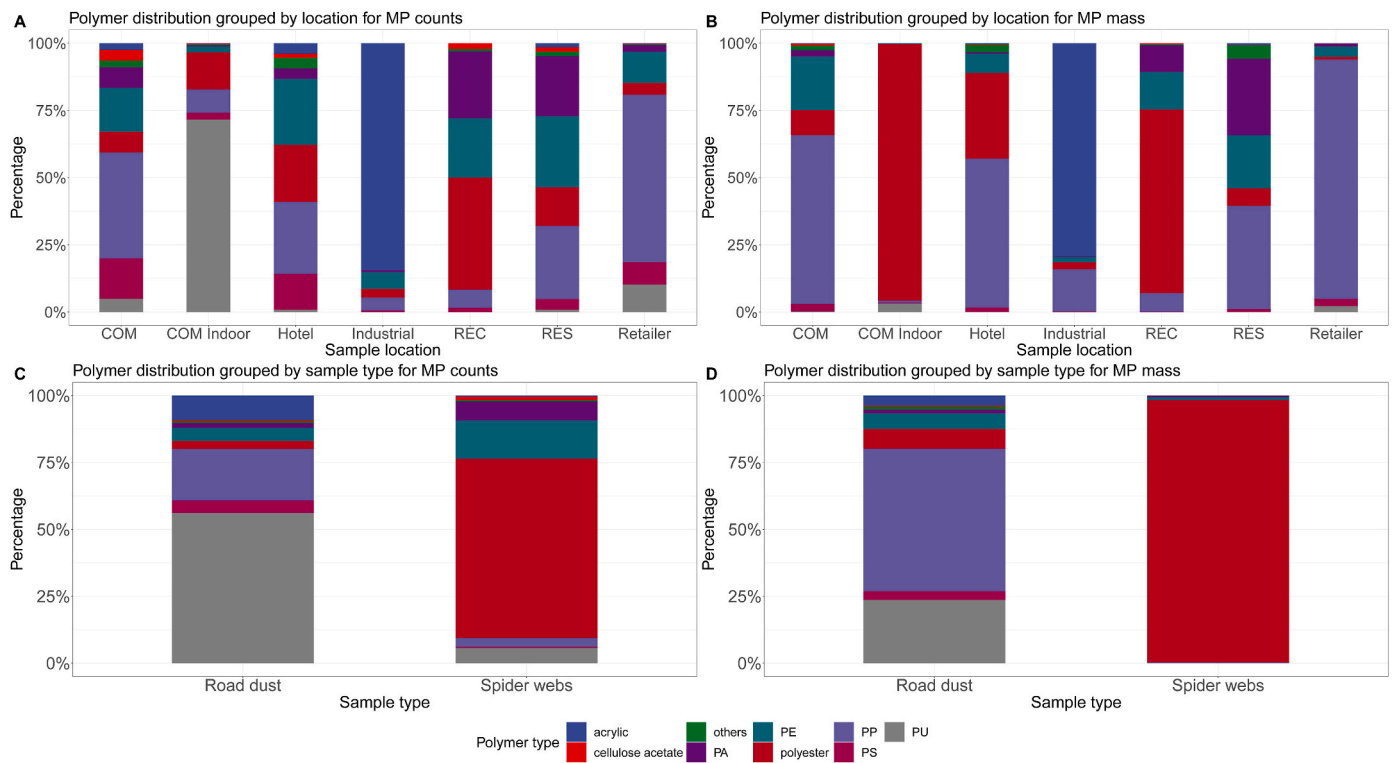 A Polymer distribution grouped by location for MP counts
100%
75%
50%
25%
0%
Percentage
COM COM Indoor Hotel Industrial REC RES Retailer
Sample location
B Polymer distribution grouped by location for MP mass
100%
75%
50%
25%
0%
Percentage
COM COM Indoor Hotel Industrial REC RES Retailer
Sample location
C Polymer distribution grouped by sample type for MP counts
100%
75%
50%
25%
0%
Percentage
Road dust Spider webs
Sample type
D Polymer distribution grouped by sample type for MP mass
100%
75%
50%
25%
0%
Percentage
Road dust Spider webs
Sample type
Polymer type
acrylic others PE PP PU
cellulose acetate PA polyester PS